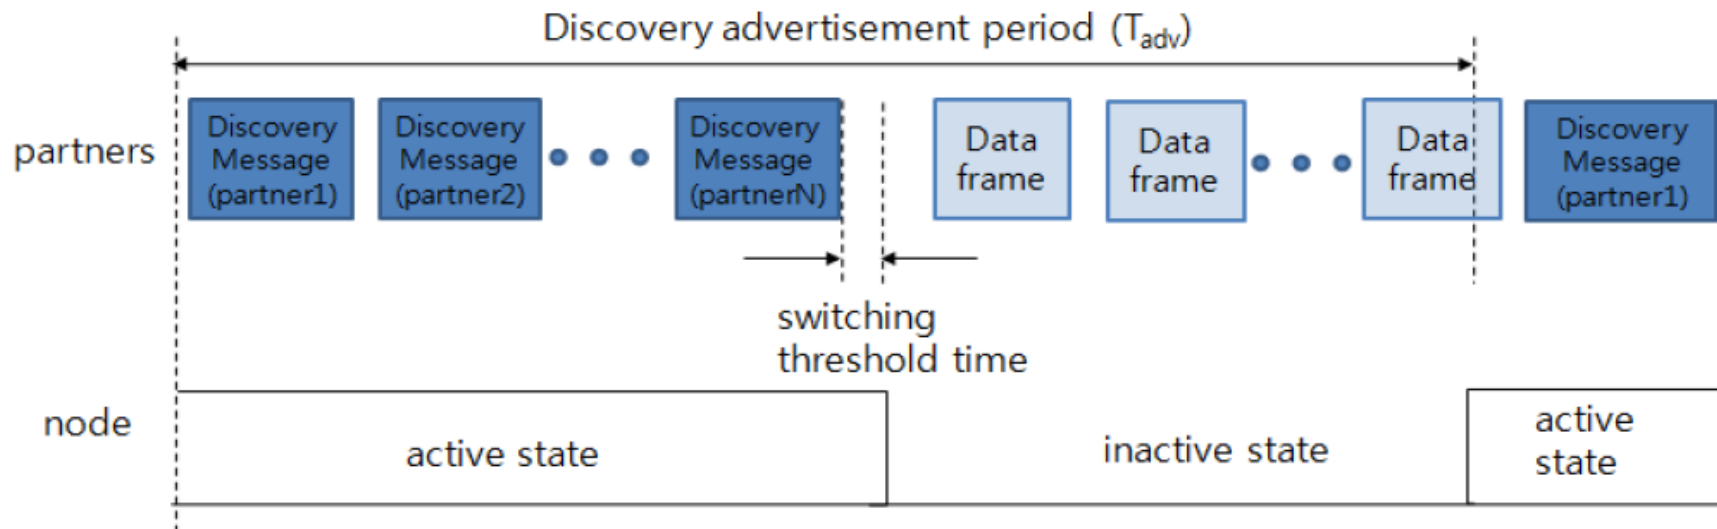 Discovery advertisement period (Tadv)
partners
Discovery
Message
(partner1)
Discovery
Message
(partner2)
Discovery
Message
(partnerN)
Data
frame
Data
frame
Data
frame
Discovery
Message
(partner1)
switching
threshold time
node
active state
inactive state
active
state